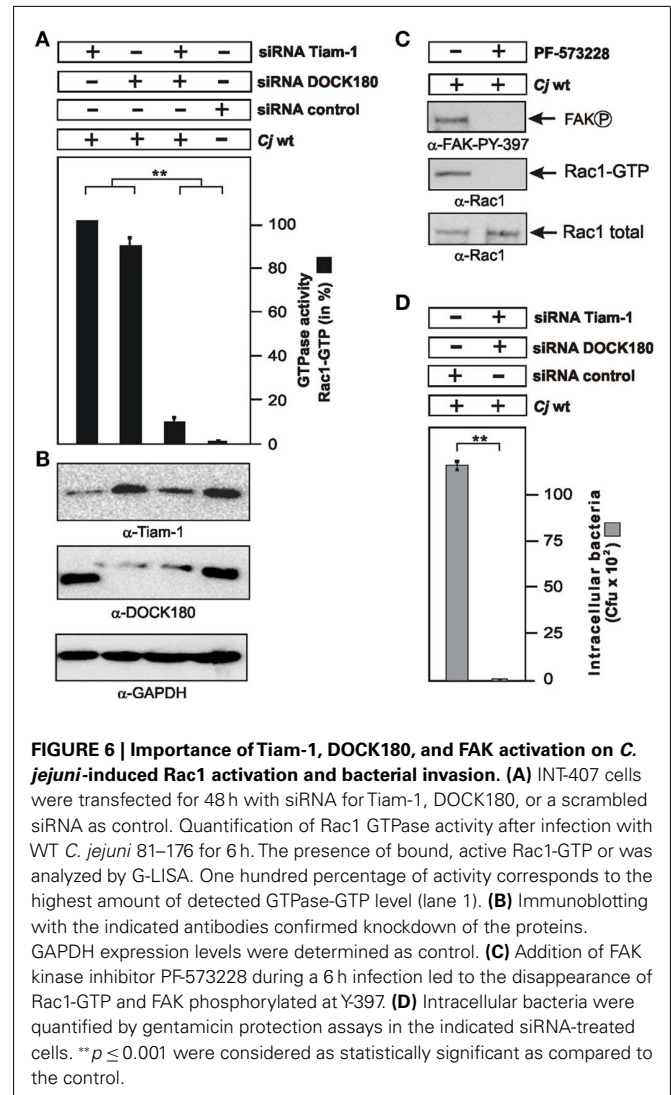 A
+ − + − siRNA Tiam-1
− + + − siRNA DOCK180
− − − + siRNA control
+ + + − Cj wt
**
100
80
60
40
20
0
GTPase activity
Rac1-GTP (in %)
B
α-Tiam-1
α-DOCK180
α-GAPDH
C
− + PF-573228
+ + Cj wt
FAKⓅ
α-FAK-PY-397
Rac1-GTP
α-Rac1
Rac1 total
α-Rac1
D
− + siRNA Tiam-1
− + siRNA DOCK180
+ − siRNA control
+ + Cj wt
**
100
75
50
25
0
Intracellular bacteria
(Cfu x 10²)
FIGURE 6 | Importance of Tiam-1, DOCK180, and FAK activation on C.
jejuni-induced Rac1 activation and bacterial invasion. (A) INT-407 cells
were transfected for 48 h with siRNA for Tiam-1, DOCK180, or a scrambled
siRNA as control. Quantification of Rac1 GTPase activity after infection with
WT C. jejuni 81–176 for 6 h. The presence of bound, active Rac1-GTP or was
analyzed by G-LISA. One hundred percentage of activity corresponds to the
highest amount of detected GTPase-GTP level (lane 1). (B) Immunoblotting
with the indicated antibodies confirmed knockdown of the proteins.
GAPDH expression levels were determined as control. (C) Addition of FAK
kinase inhibitor PF-573228 during a 6 h infection led to the disappearance of
Rac1-GTP and FAK phosphorylated at Y-397. (D) Intracellular bacteria were
quantified by gentamicin protection assays in the indicated siRNA-treated
cells. **p ≤ 0.001 were considered as statistically significant as compared to
the control.